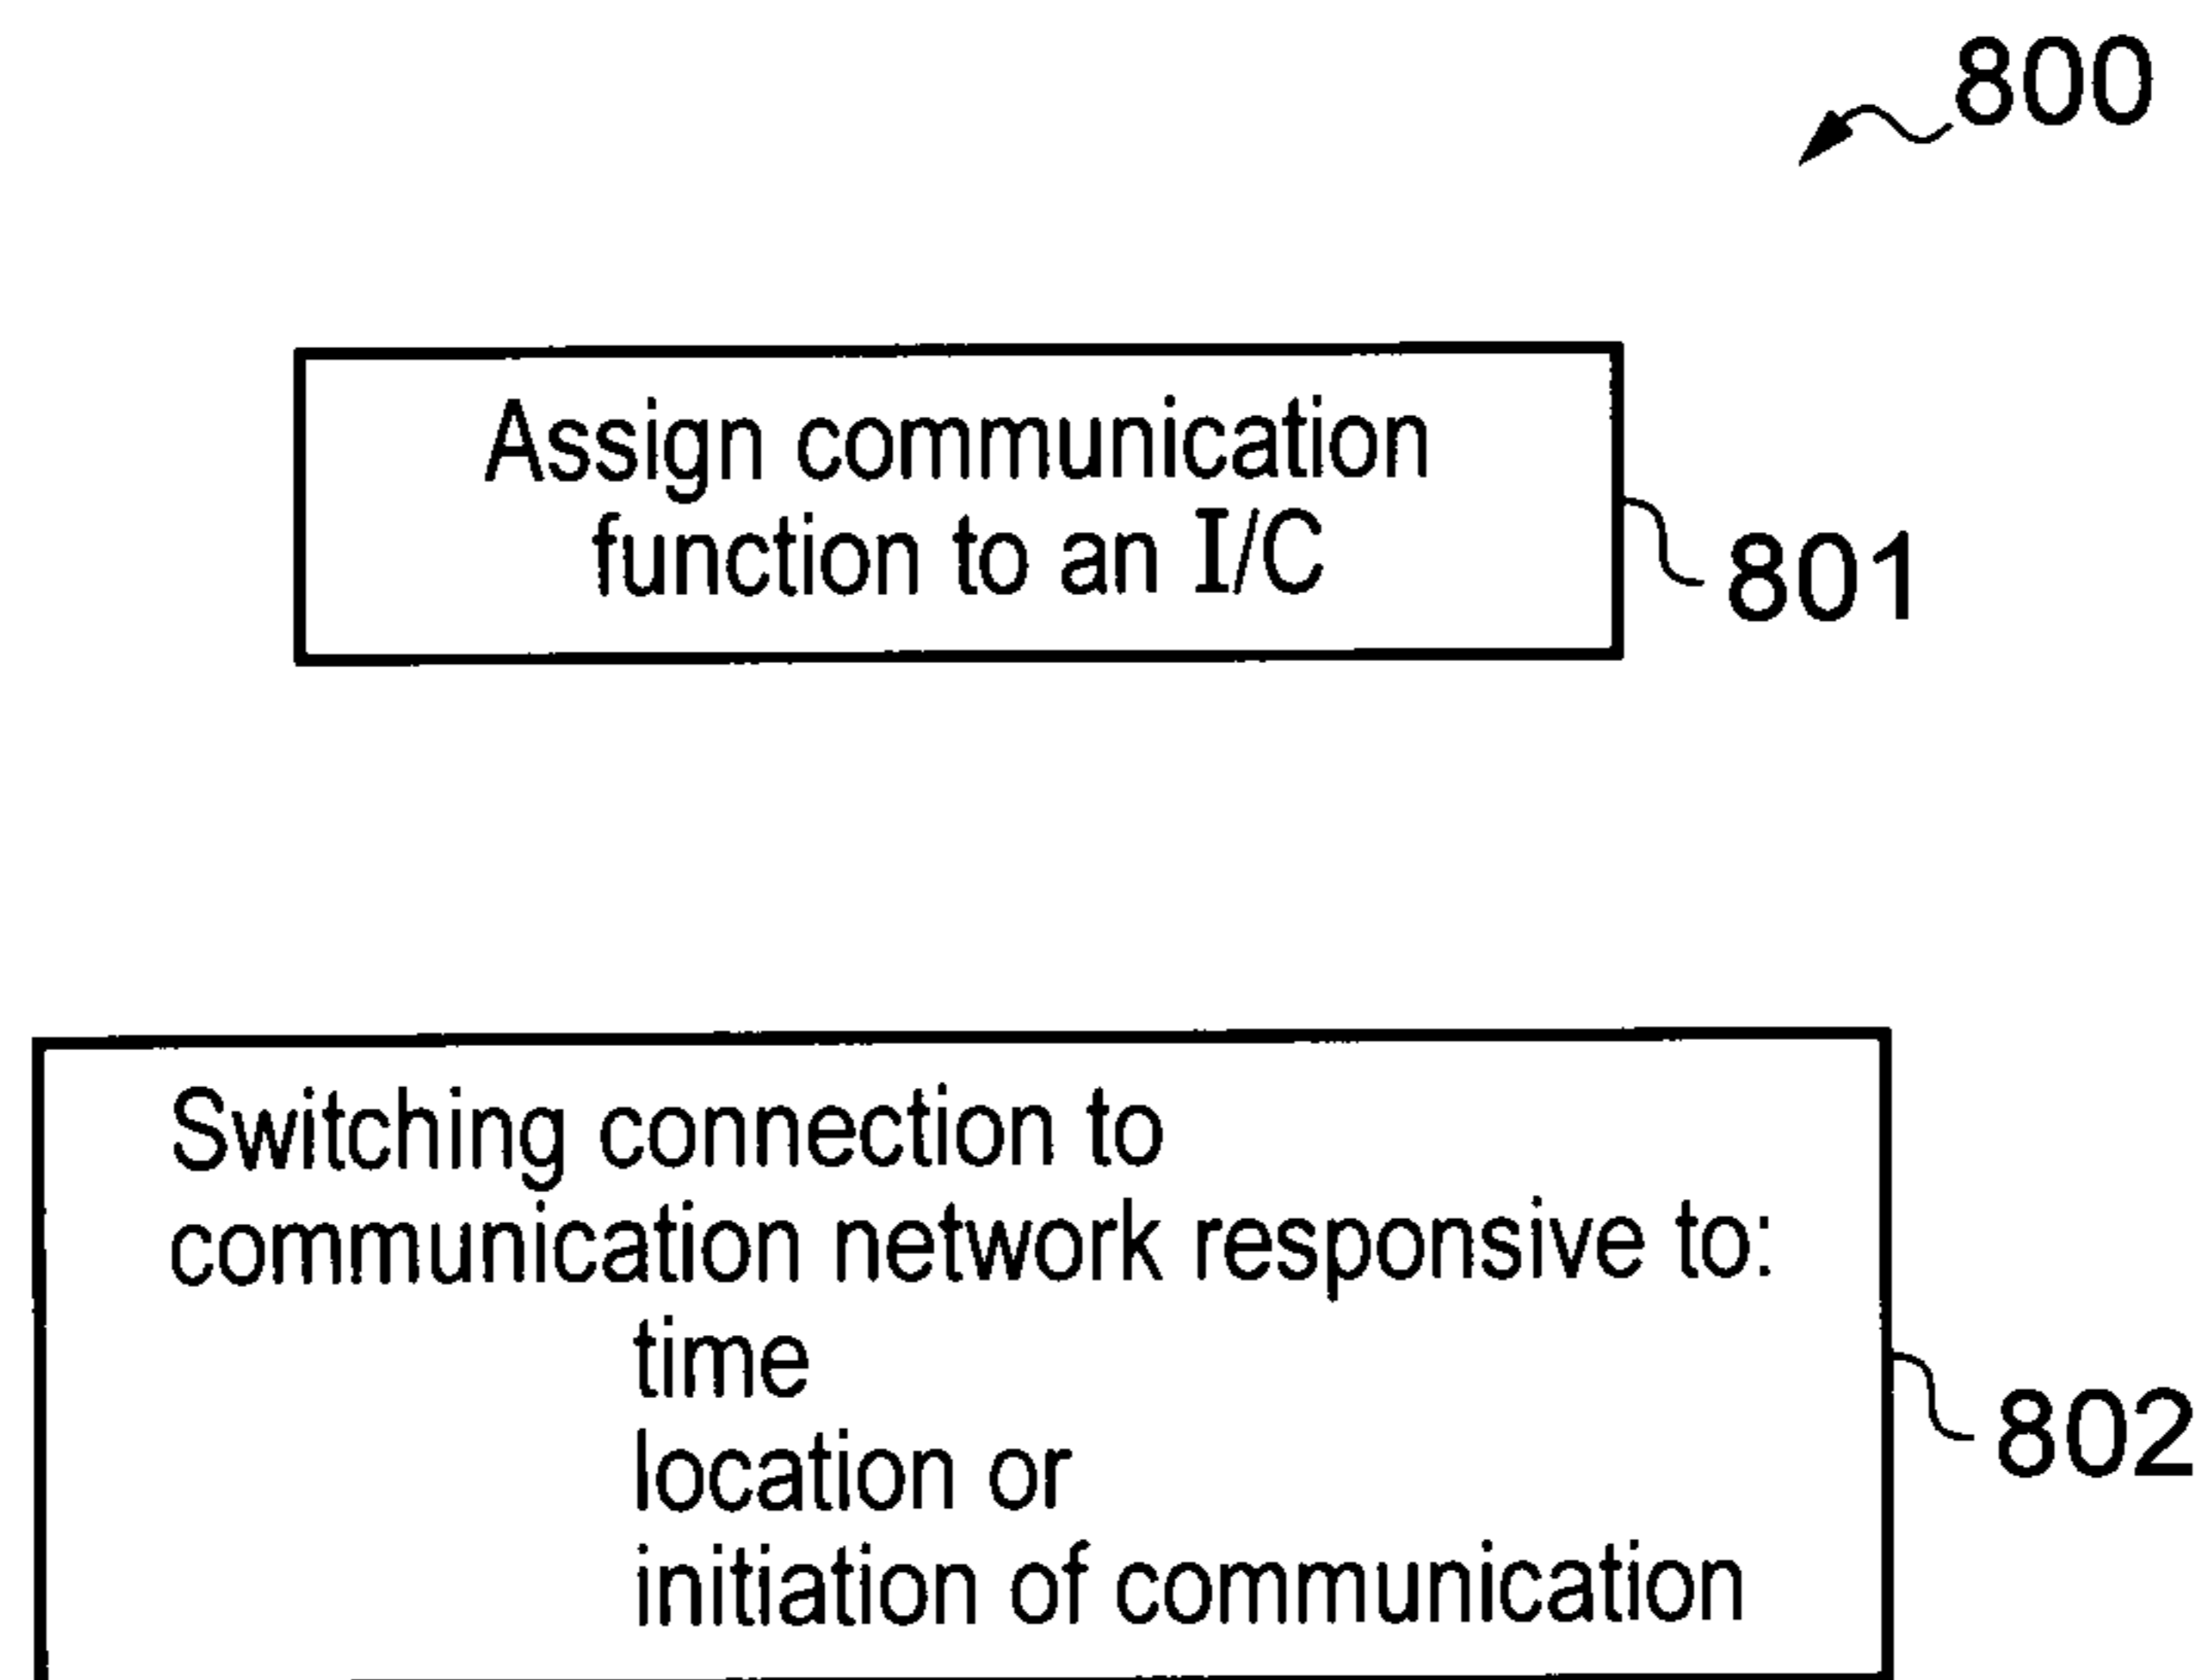 800
Assign communication
function to an I/C
801
Switching connection to
communication network responsive to:
time
location or
initiation of communication
802